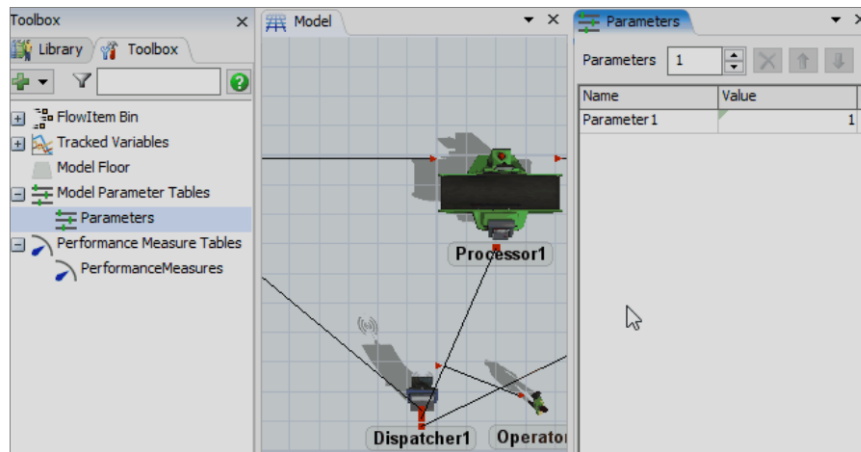 Toolbox
Library
Toolbox
FlowItem Bin
Tracked Variables
Model Floor
Model Parameter Tables
Parameters
Performance Measure Tables
PerformanceMeasures
Model
Processor1
Dispatcher1
Operato
Parameters
Parameters 1
Name Value
Parameter1 1